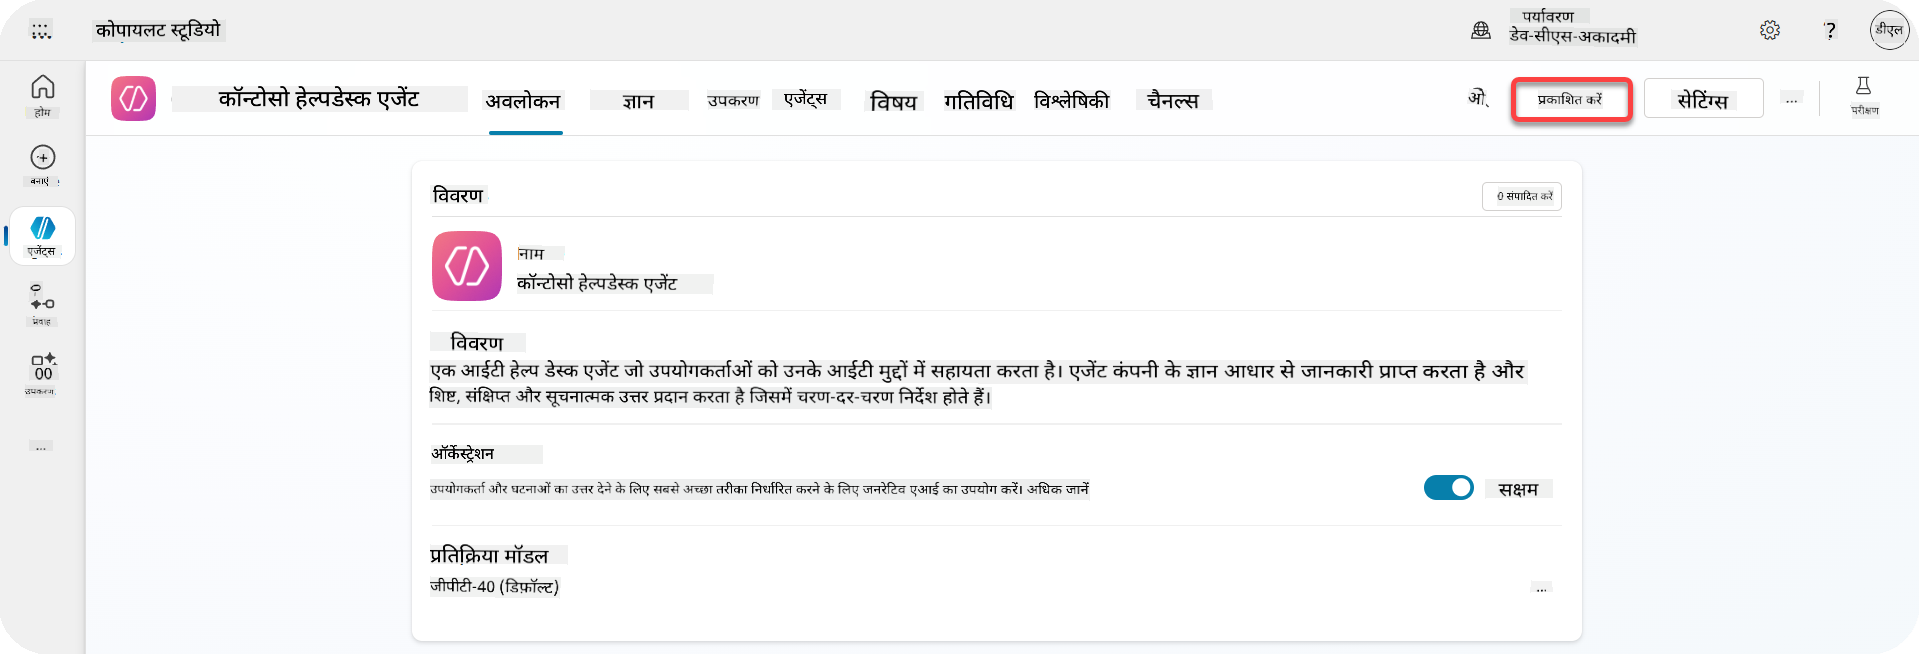 कोपायलट स्टूडियो
पर्यावरण
डेव-सीएस-अकादमी
?
डीएल
होम
बनाएं
एजेंट्स
प्रवाह
उपकरण
...
कॉन्टोसो हेल्पडेस्क एजेंट
अवलोकन
ज्ञान
उपकरण
एजेंट्स
विषय
गतिविधि
विश्लेषिकी
चैनल्स
ओ
प्रकाशित करें
सेटिंग्स
...
परीक्षण
विवरण
0 संपादित करें
नाम
कॉन्टोसो हेल्पडेस्क एजेंट
विवरण
एक आईटी हेल्प डेस्क एजेंट जो उपयोगकर्ताओं को उनके आईटी मुद्दों में सहायता करता है। एजेंट कंपनी के ज्ञान आधार से जानकारी प्राप्त करता है और
शिष्ट, संक्षिप्त और सूचनात्मक उत्तर प्रदान करता है जिसमें चरण-दर-चरण निर्देश होते हैं।
ऑर्केस्ट्रेशन
उपयोगकर्ता और घटनाओं का उत्तर देने के लिए सबसे अच्छा तरीका निर्धारित करने के लिए जनरेटिव एआई का उपयोग करें। अधिक जानें
सक्षम
प्रतिक्रिया मॉडल
जीपीटी-40 (डिफ़ॉल्ट)
...